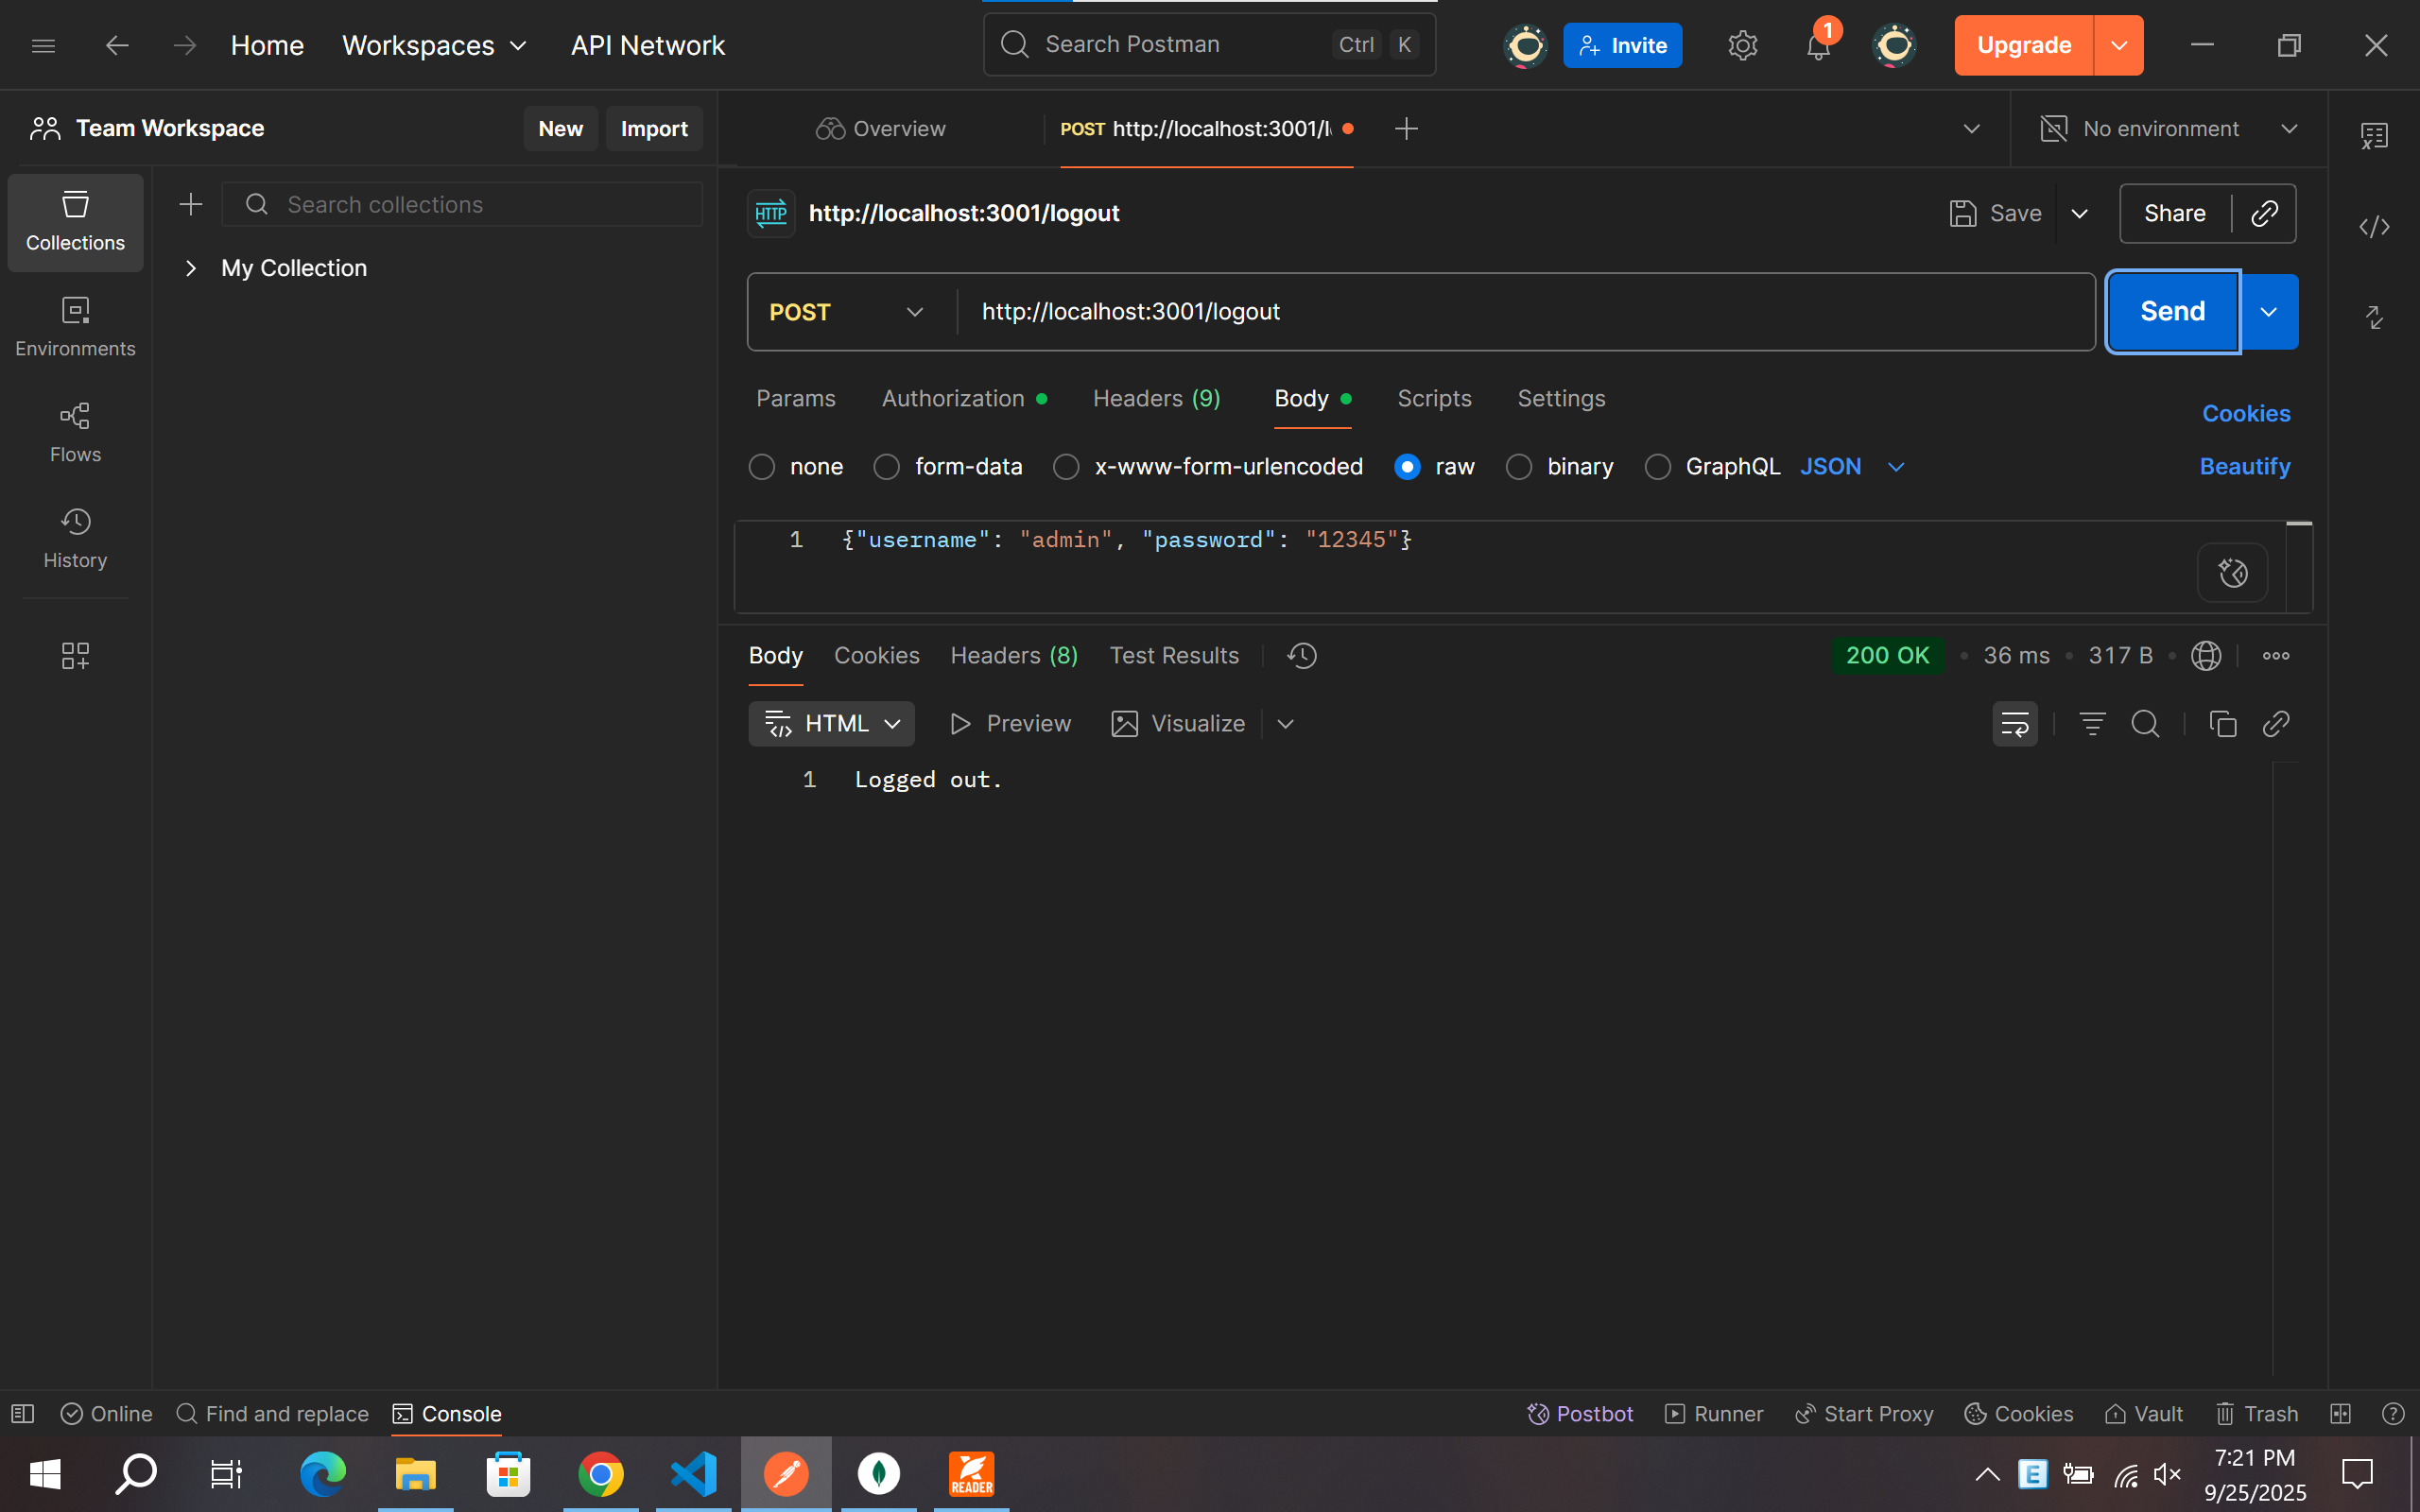 Home Workspaces API Network Search Postman Ctrl K Invite 1 Upgrade
Team Workspace New Import Overview POST http://localhost:3001/l No environment
Collections
Search collections
http://localhost:3001/logout Save Share
My Collection
POST http://localhost:3001/logout Send
Environments
Params Authorization Headers (9) Body Scripts Settings Cookies
Flows
none form-data x-www-form-urlencoded raw binary GraphQL JSON Beautify
History
1 {"username": "admin", "password": "12345"}
Body Cookies Headers (8) Test Results 200 OK 36 ms 317 B
HTML Preview Visualize
1 Logged out.
Online Find and replace Console Postbot Runner Start Proxy Cookies Vault Trash
READER
E
7:21 PM
9/25/2025